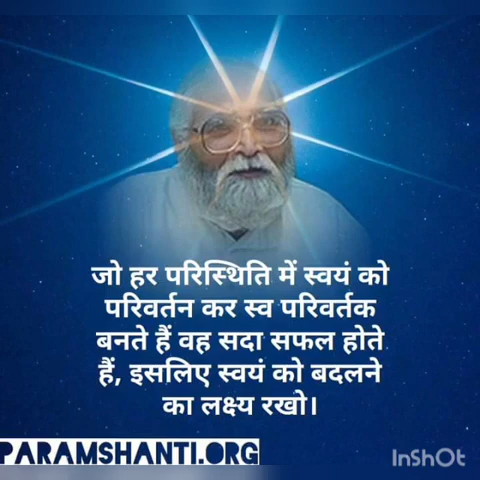 जो हर परिस्थिति में स्वयं को
परिवर्तन कर स्व परिवर्तक
बनते हैं वह सदा सफल होते
हैं, इसलिए स्वयं को बदलने
का लक्ष्य रखो।
PARAMSHANTI.ORG
InShOt